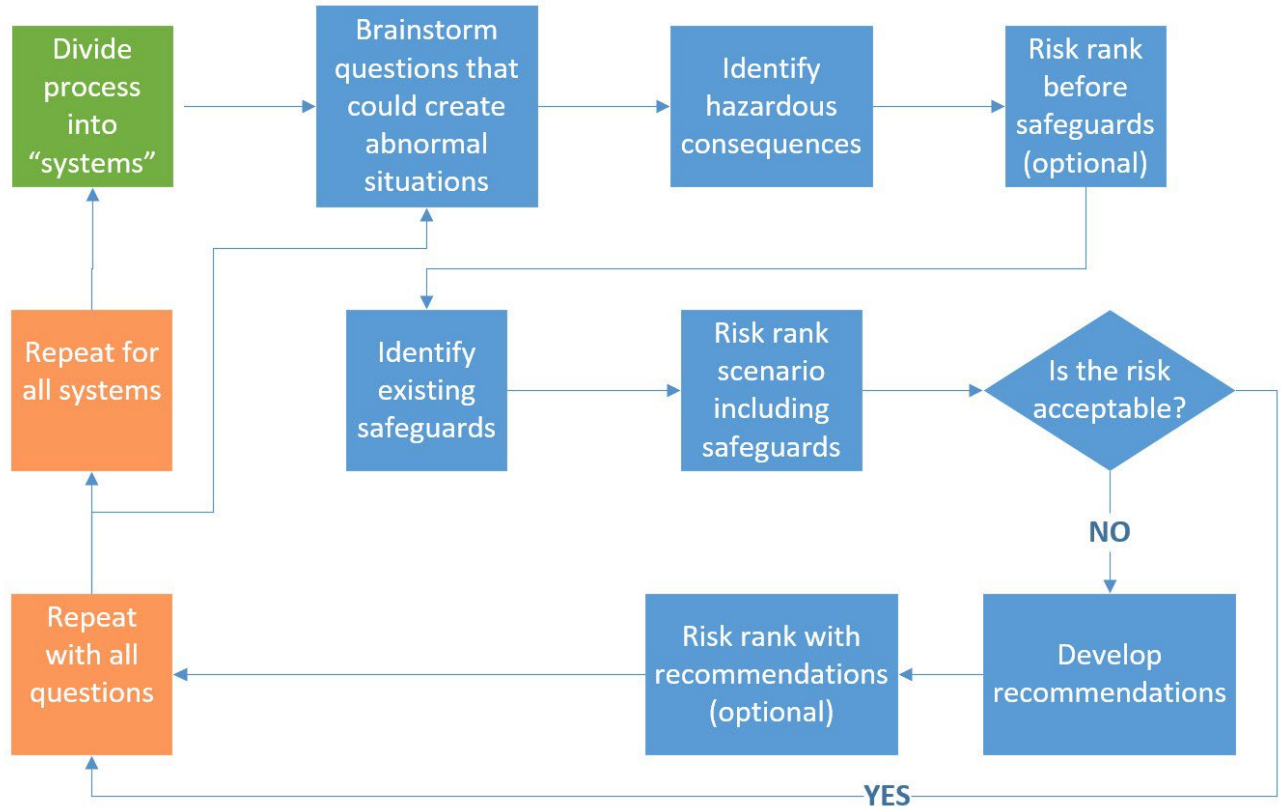 Divide
process
into
“systems”
Brainstorm
questions that
could create
abnormal
situations
Identify
hazardous
consequences
Risk rank
before
safeguards
(optional)
Repeat for
all systems
Identify
existing
safeguards
Risk rank
scenario
including
safeguards
Is the risk
acceptable?
NO
Repeat
with all
questions
Risk rank with
recommendations
(optional)
Develop
recommendations
YES